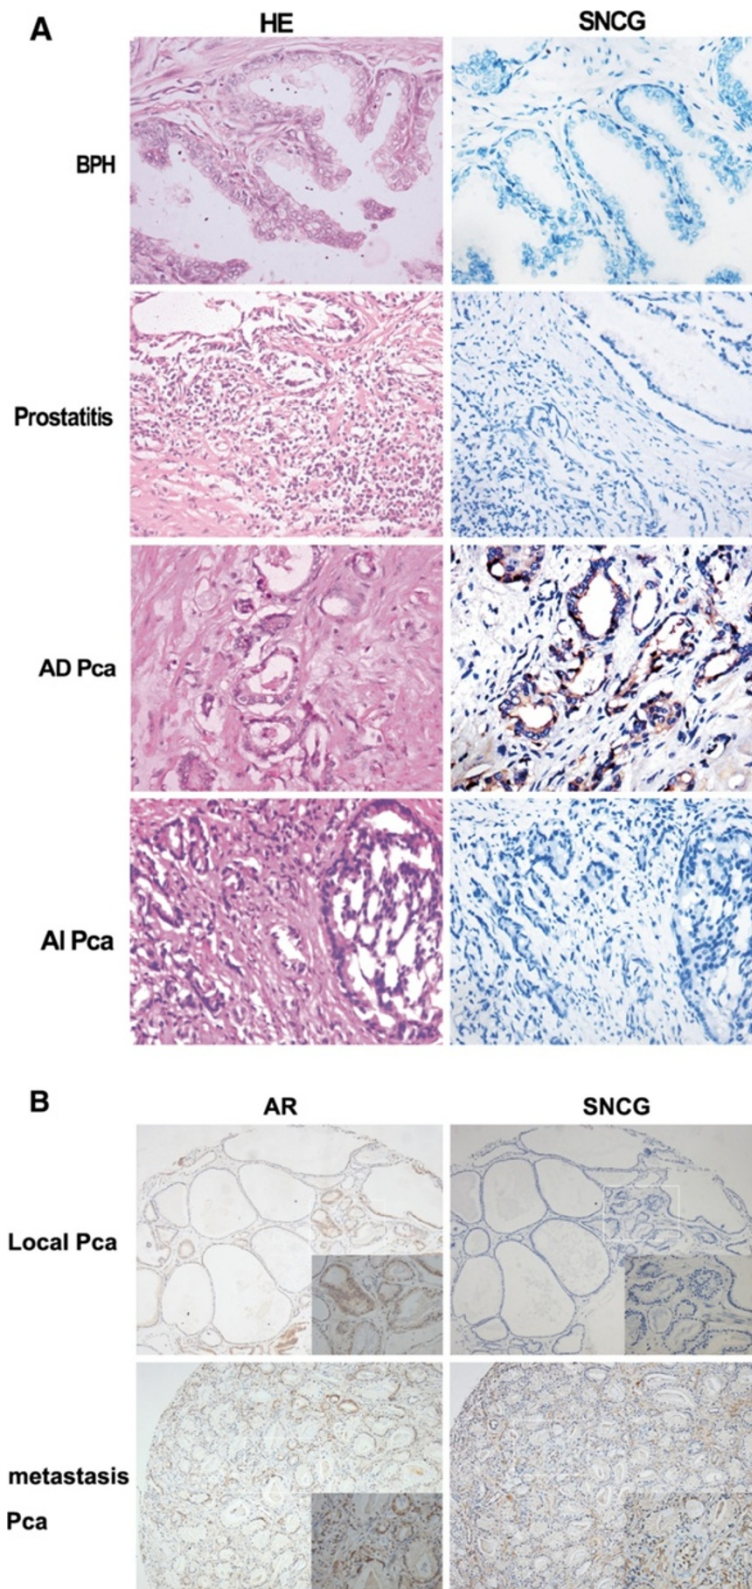 A
HE
SNCG
BPH
Prostatitis
AD Pca
AI Pca
B
AR
SNCG
Local Pca
metastasis
Pca